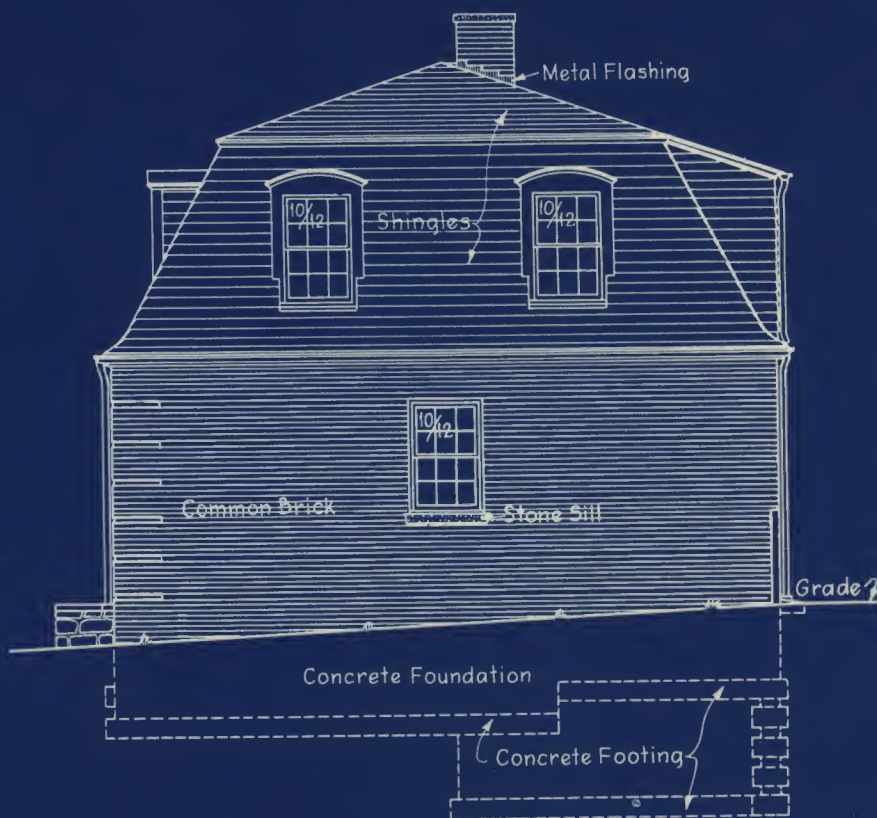 Metal Flashing
10/12
10/12
Shingles
10/12
Common Brick
Stone Sill
Grade
Concrete Foundation
Concrete Footing